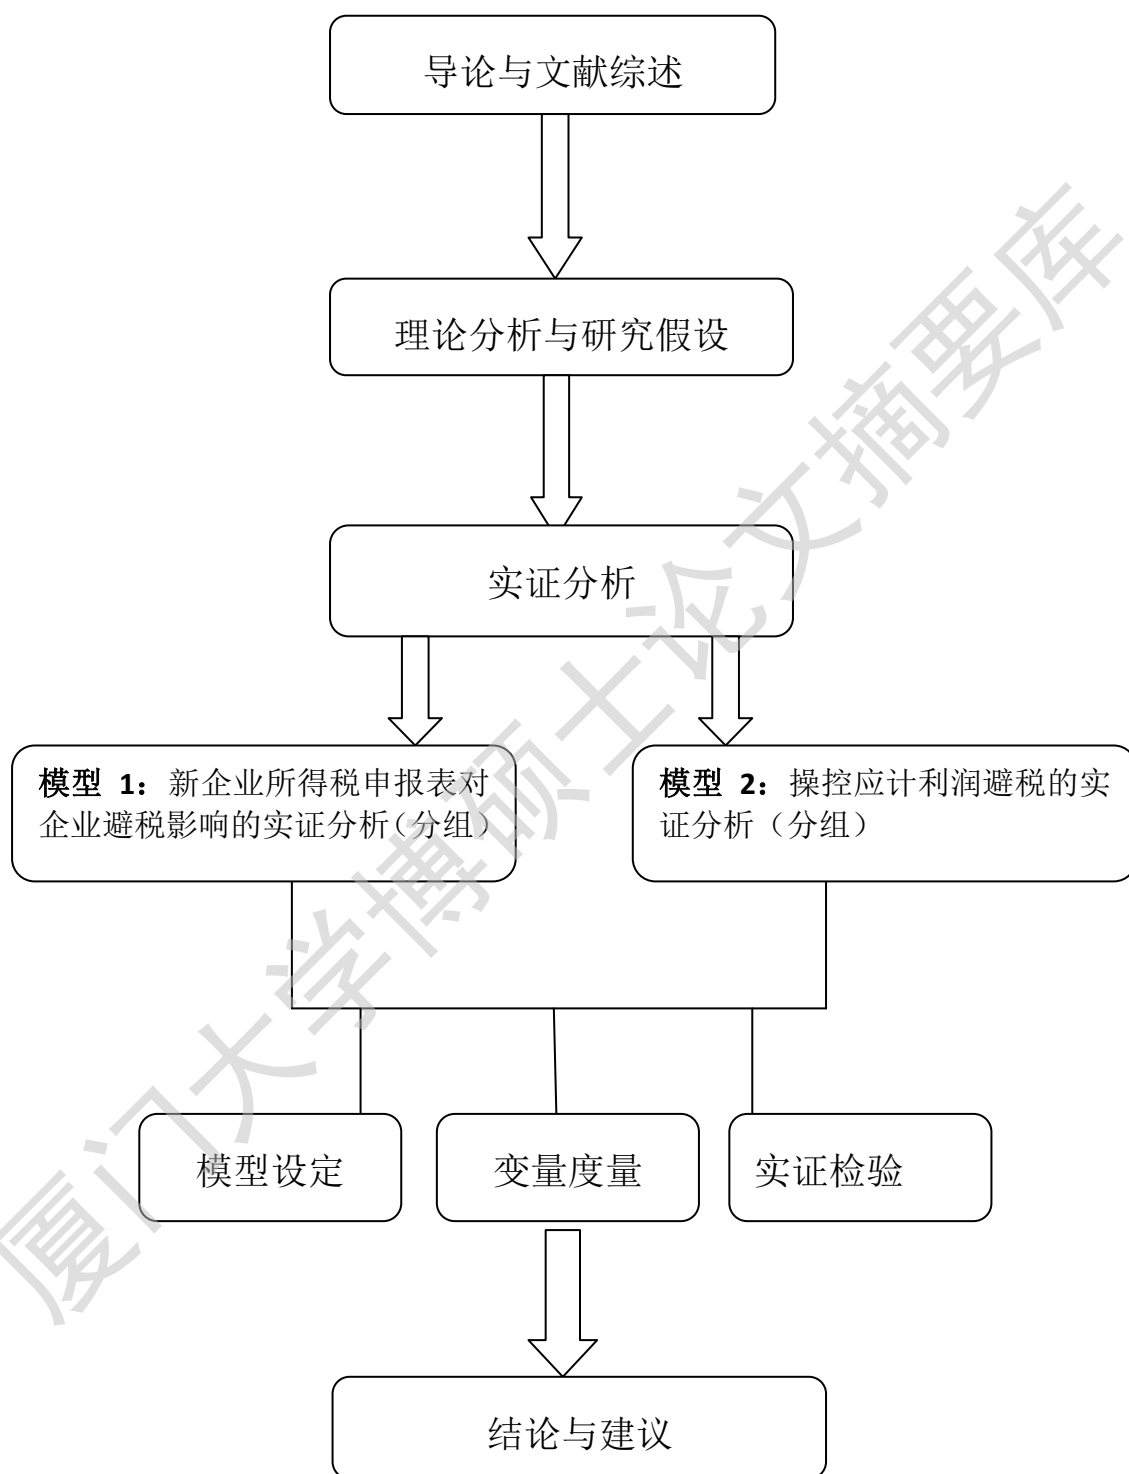 导论与文献综述
理论分析与研究假设
实证分析
模型 1：新企业所得税申报表对
企业避税影响的实证分析（分组）
模型 2：操控应计利润避税的实
证分析（分组）
模型设定
变量度量
实证检验
结论与建议
厦门大学博硕士论文摘要库